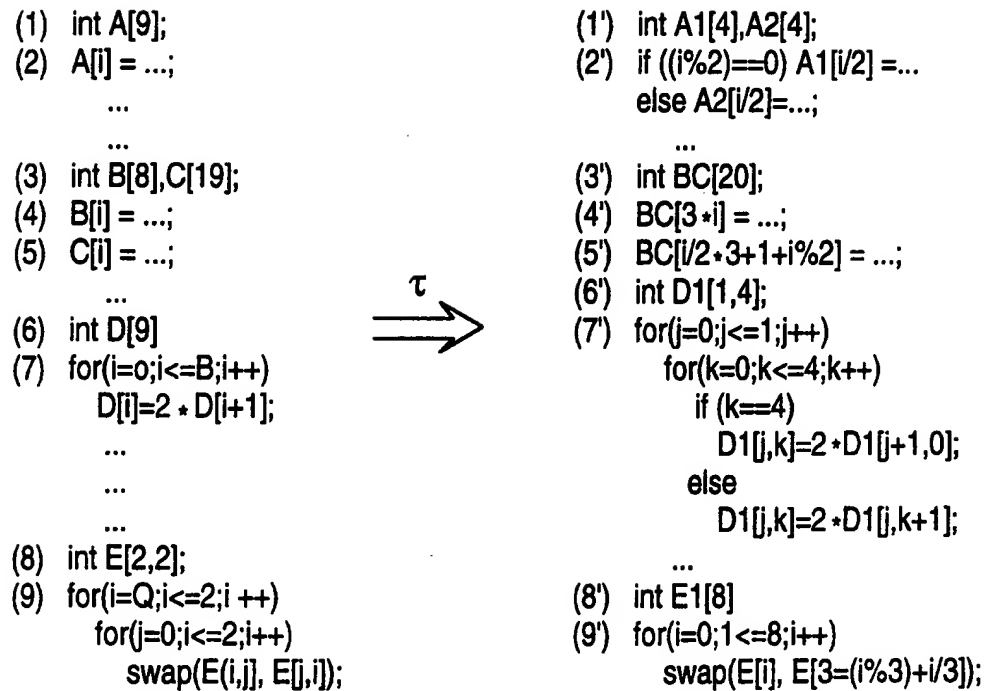 (1) int A[9];
(2) A[i] = ...;
...
...
(3) int B[8],C[19];
(4) B[i] = ...;
(5) C[i] = ...;
...
(6) int D[9]
(7) for(i=o;i<=B;i++)
D[i]=2*D[i+1];
...
...
...
(8) int E[2,2];
(9) for(i=Q;i<=2;i ++)
for(j=0;i<=2;i++)
swap(E(i,j], E[j,i]);
τ
(1') int A1[4],A2[4];
(2') if ((i%2)==0) A1[i/2] =...
else A2[i/2]=...;
...
(3') int BC[20];
(4') BC[3*i] = ...;
(5') BC[i/2*3+1+i%2] = ...;
(6') int D1[1,4];
(7') for(j=0;j<=1;j++)
for(k=0;k<=4;k++)
if (k==4)
D1[j,k]=2*D1[j+1,0];
else
D1[j,k]=2*D1[j,k+1];
...
(8') int E1[8]
(9') for(i=0;1<=8;i++)
swap(E[i], E[3=(i%3)+i/3]);